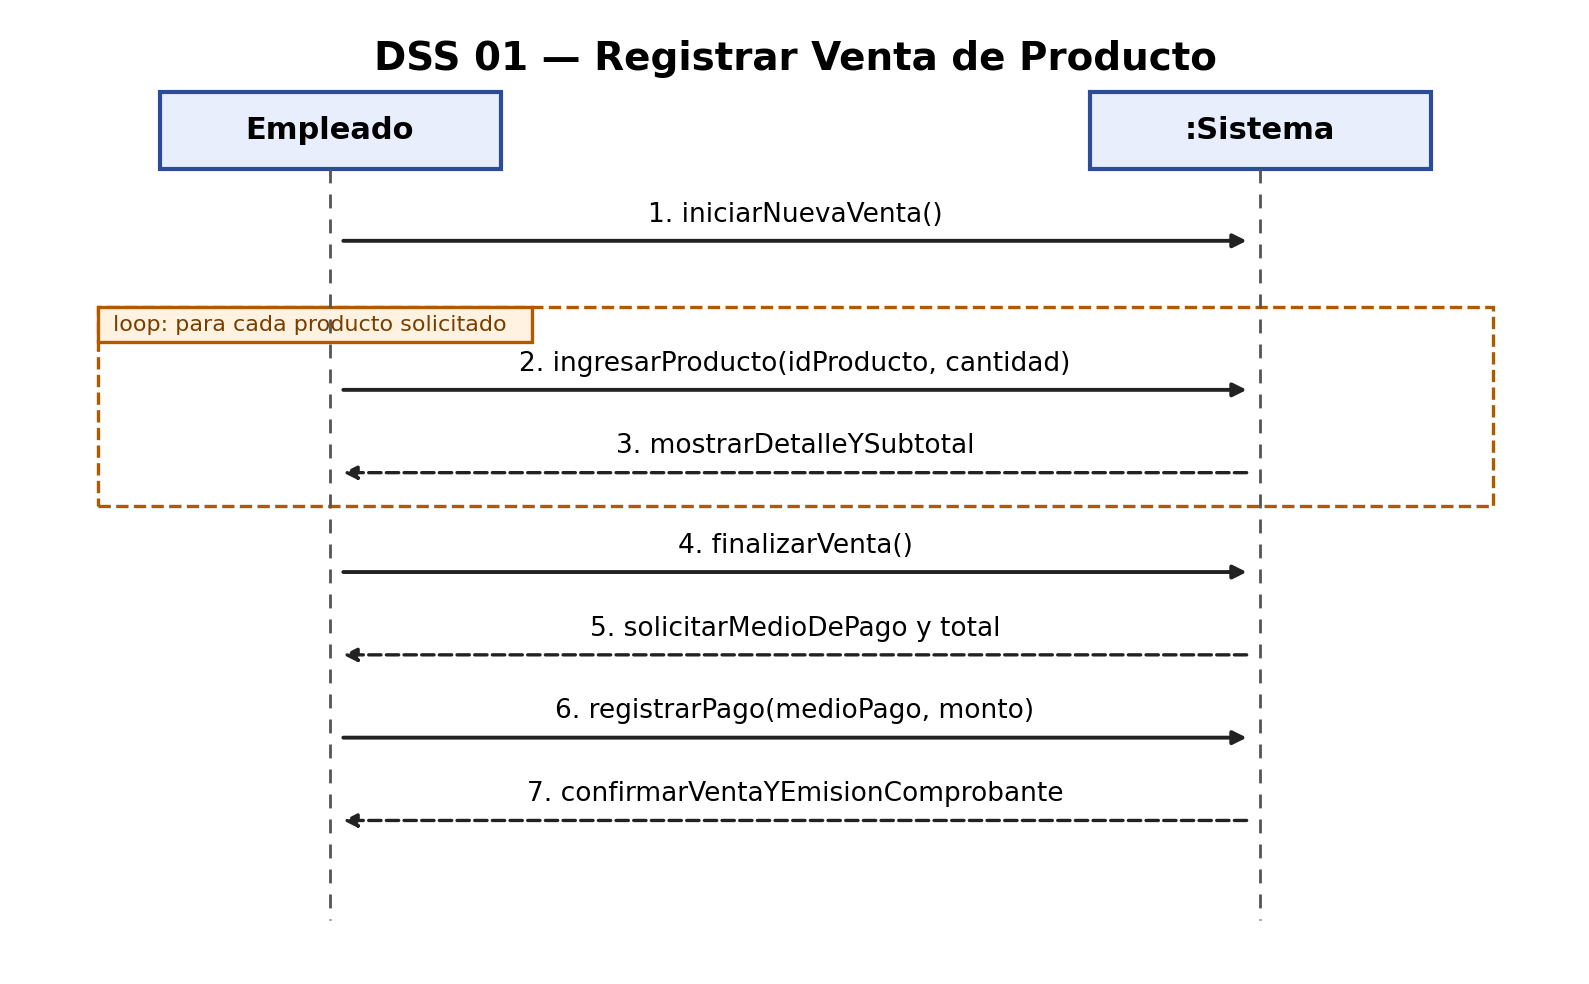 DSS 01 — Registrar Venta de Producto
Empleado
:Sistema
1. iniciarNuevaVenta()
loop: para cada producto solicitado
2. ingresarProducto(idProducto, cantidad)
3. mostrarDetalleYSubtotal
4. finalizarVenta()
5. solicitarMedioDePago y total
6. registrarPago(medioPago, monto)
7. confirmarVentaYEmisionComprobante